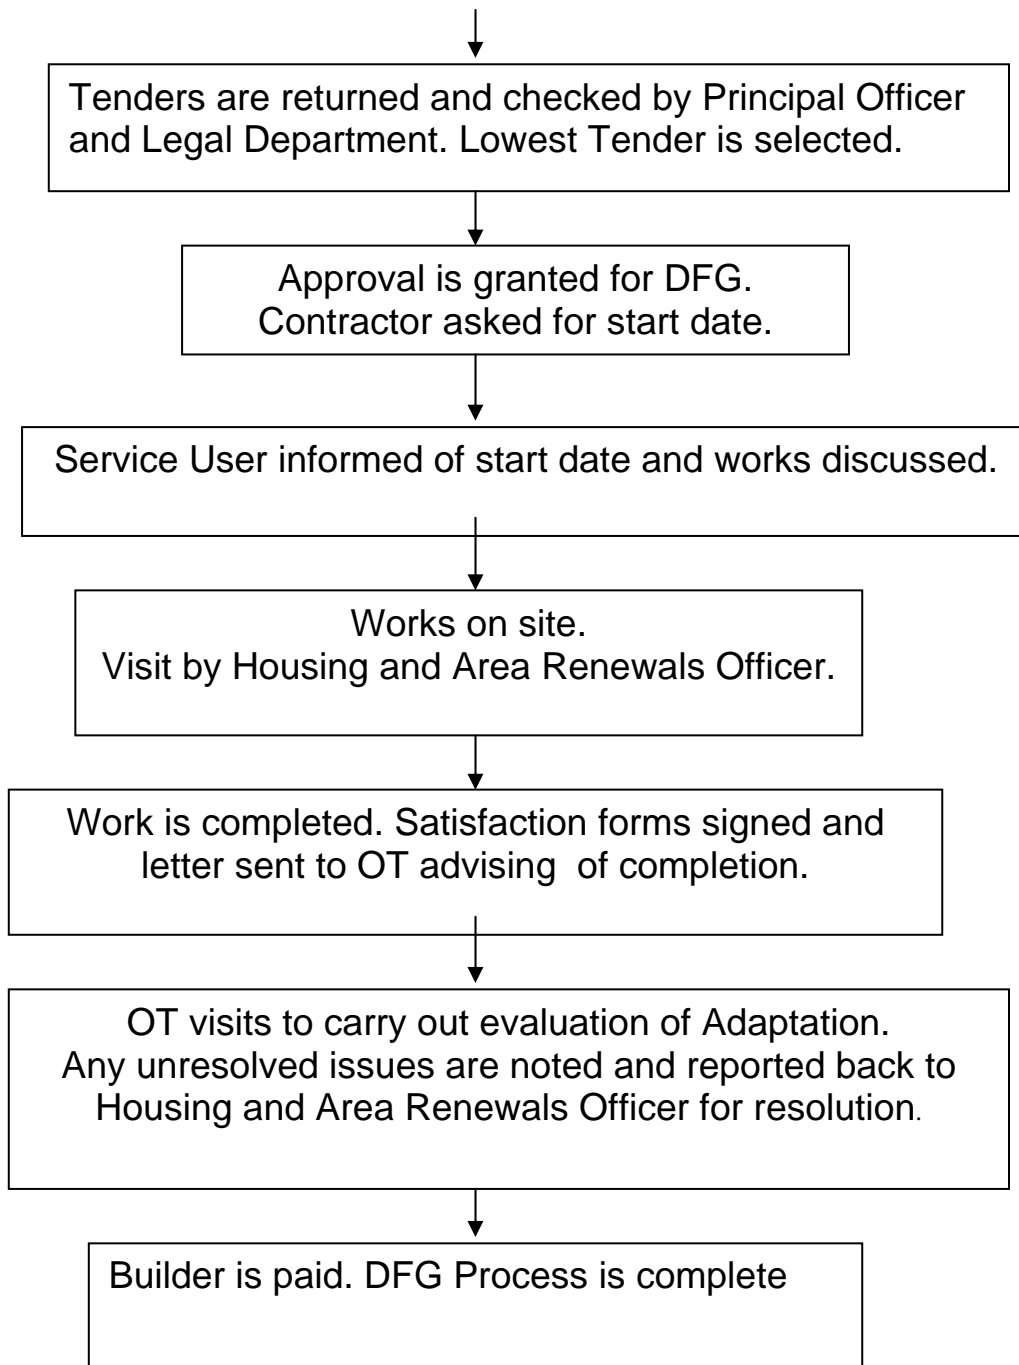 Tenders are returned and checked by Principal Officer
and Legal Department. Lowest Tender is selected.
Approval is granted for DFG.
Contractor asked for start date.
Service User informed of start date and works discussed.
Works on site.
Visit by Housing and Area Renewals Officer.
Work is completed. Satisfaction forms signed and
letter sent to OT advising  of completion.
OT visits to carry out evaluation of Adaptation.
Any unresolved issues are noted and reported back to
Housing and Area Renewals Officer for resolution.
Builder is paid. DFG Process is complete